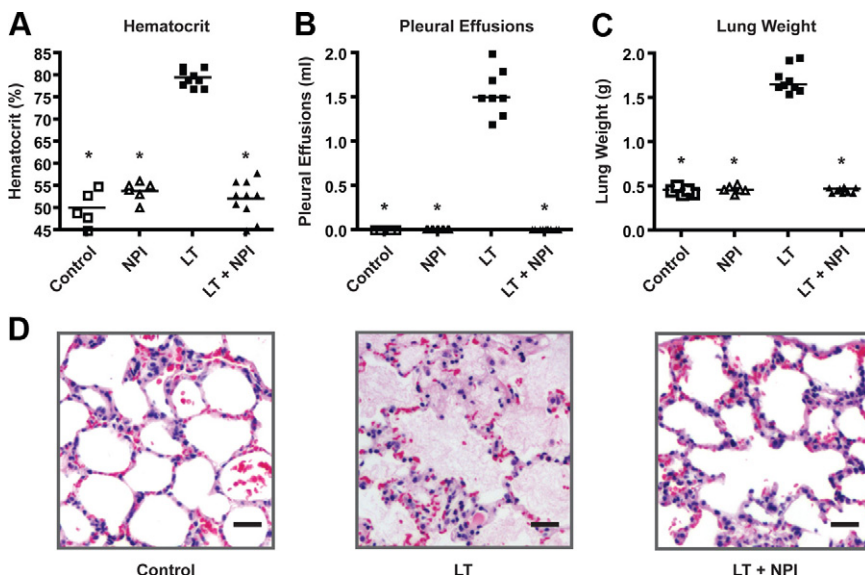 A
Hematocrit
Hematocrit (%)
85
80
75
70
65
60
55
50
45
*
*
*
Control
NPI
LT
LT + NPI
B
Pleural Effusions
Pleural Effusions (ml)
2.0
1.5
1.0
0.5
0.0
*
*
*
Control
NPI
LT
LT + NPI
C
Lung Weight
Lung Weight (g)
2.0
1.5
1.0
0.5
0.0
*
*
*
Control
NPI
LT
LT + NPI
D
Control
LT
LT + NPI